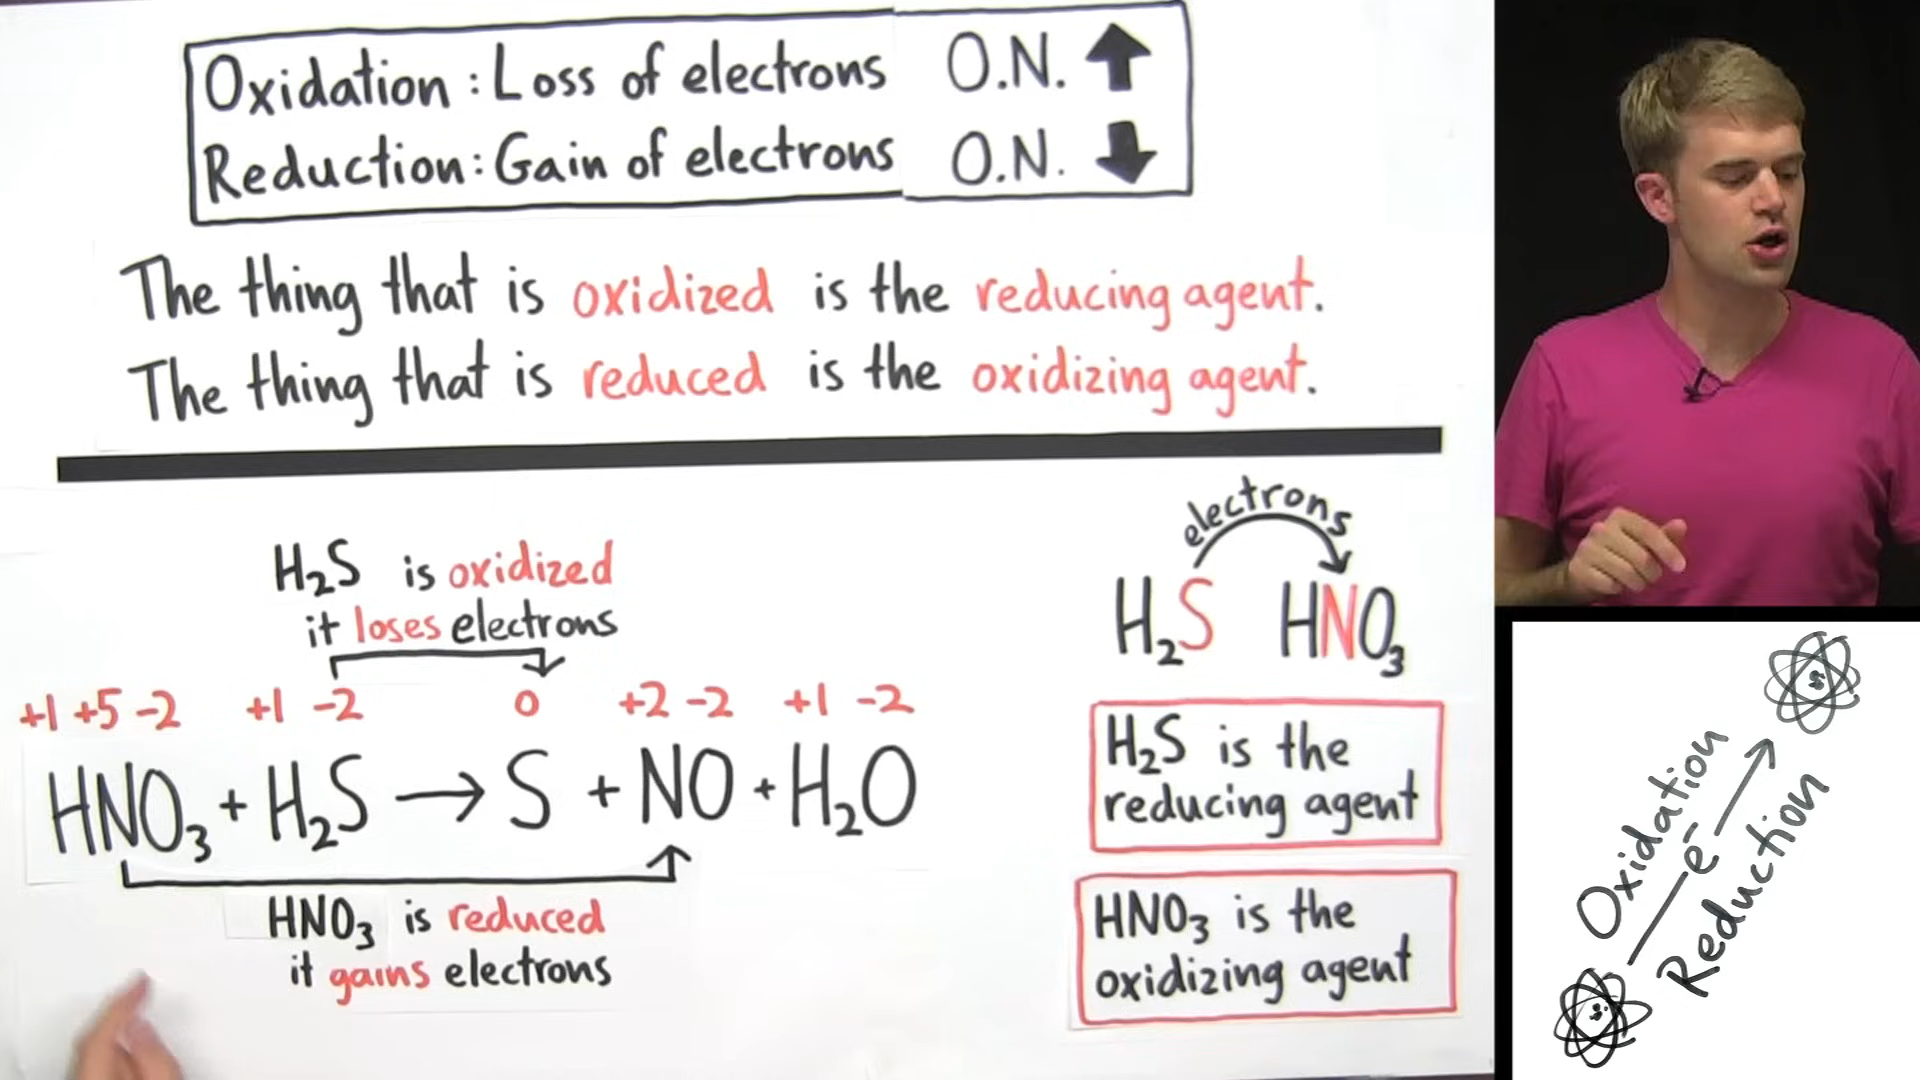 Oxidation: Loss of electrons O.N. ↑
Reduction: Gain of electrons O.N. ↓
The thing that is oxidized is the reducing agent.
The thing that is reduced is the oxidizing agent.
H₂S is oxidized
it loses electrons
+1 +5 -2 +1 -2 0 +2 -2 +1 -2
HNO₃ + H₂S → S + NO + H₂O
HNO₃ is reduced
it gains electrons
electrons
H₂S HNO₃
H₂S is the
reducing agent
HNO₃ is the
oxidizing agent
Oxidation
e⁻
Reduction